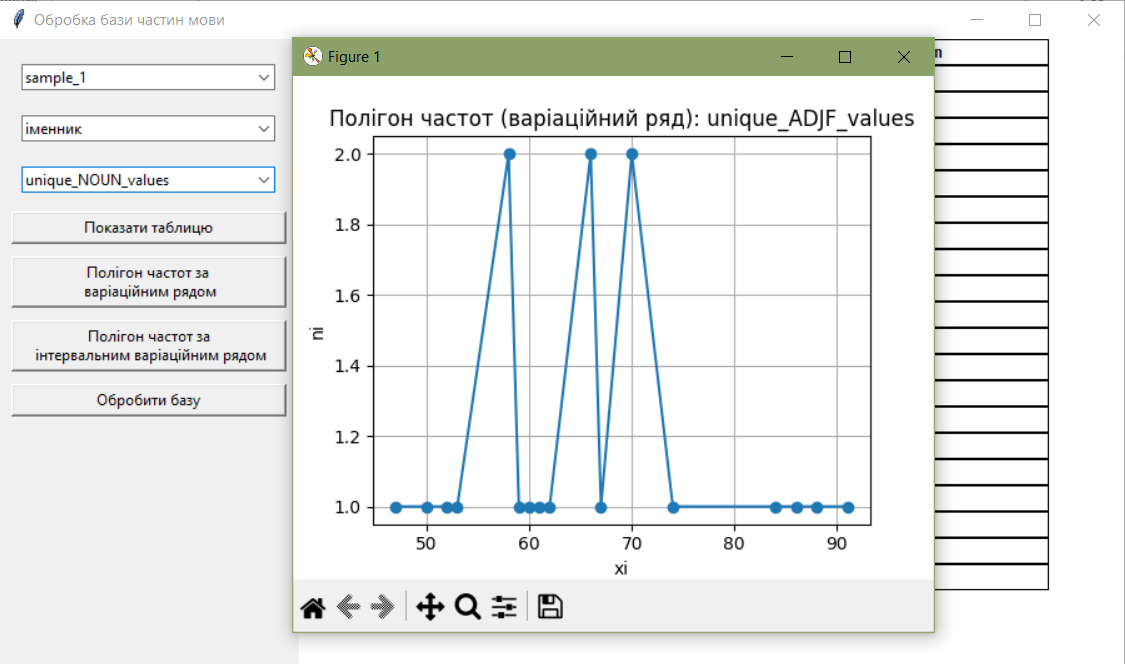 Обробка бази частин мови
sample_1
іменник
unique_NOUN_values
Показати таблицю
Полігон частот за
варіаційним рядом
Полігон частот за
інтервальним варіаційним рядом
Обробити базу
Figure 1
Полігон частот (варіаційний ряд): unique_ADJF_values
2.0
1.8
1.6
1.4
1.2
1.0
ni
50 60 70 80 90
xi